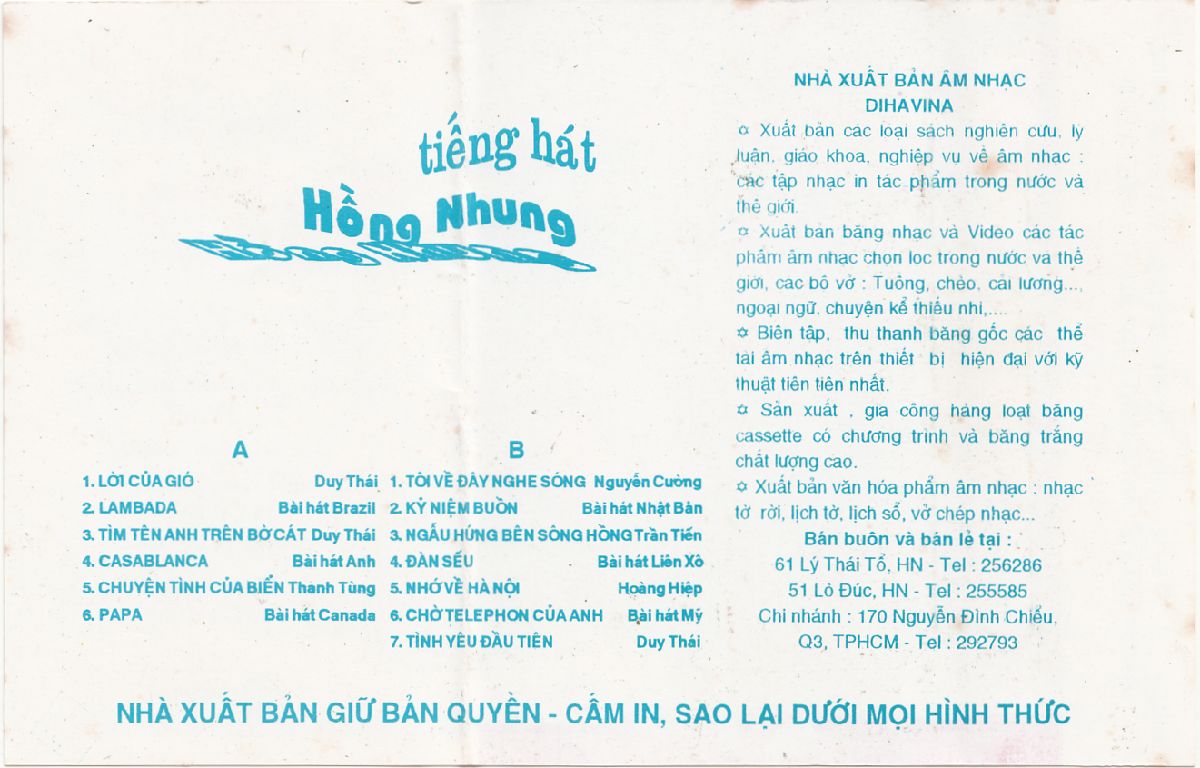 tiếng hát
Hồng Nhung
A
1. LỜI CỦA GIÓ Duy Thái
2. LAMBADA Bài hát Brazil
3. TÌM TÊN ANH TRÊN BỜ CÁT Duy Thái
4. CASABLANCA Bài hát Anh
5. CHUYỆN TÌNH CỦA BIỂN Thanh Tùng
6. PAPA Bài hát Canada
B
1. TÔI VỀ ĐÂY NGHE SÓNG Nguyễn Cường
2. KỶ NIỆM BUỒN Bài hát Nhật Bản
3. NGẪU HỨNG BÊN SÔNG HỒNG Trần Tiến
4. ĐÀN SẾU Bài hát Liên Xô
5. NHỚ VỀ HÀ NỘI Hoàng Hiệp
6. CHỜ TELEPHON CỦA ANH Bài hát Mỹ
7. TÌNH YÊU ĐẦU TIÊN Duy Thái
NHÀ XUẤT BẢN ÂM NHẠC
DIHAVINA
✡ Xuất bản các loại sách nghiên cứu, lý
luận, giáo khoa, nghiệp vụ về âm nhạc :
các tập nhạc in tác phẩm trong nước và
thế giới.
✡ Xuất bản băng nhạc và Video các tác
phẩm âm nhạc chọn lọc trong nước và thế
giới, các bộ vở : Tuồng, chèo, cải lương...,
ngoại ngữ, chuyện kể thiếu nhi,....
✡ Biên tập, thu thanh băng gốc các thể
tài âm nhạc trên thiết bị hiện đại với kỹ
thuật tiên tiến nhất.
✡ Sản xuất , gia công hàng loạt băng
cassette có chương trình và băng trắng
chất lượng cao.
✡ Xuất bản văn hóa phẩm âm nhạc : nhạc
tờ rời, lịch tờ, lịch sổ, vở chép nhạc...
Bán buôn và bán lẻ tại :
61 Lý Thái Tổ, HN - Tel : 256286
51 Lò Đúc, HN - Tel : 255585
Chi nhánh : 170 Nguyễn Đình Chiểu,
Q3, TPHCM - Tel : 292793
NHÀ XUẤT BẢN GIỮ BẢN QUYỀN - CẤM IN, SAO LẠI DƯỚI MỌI HÌNH THỨC